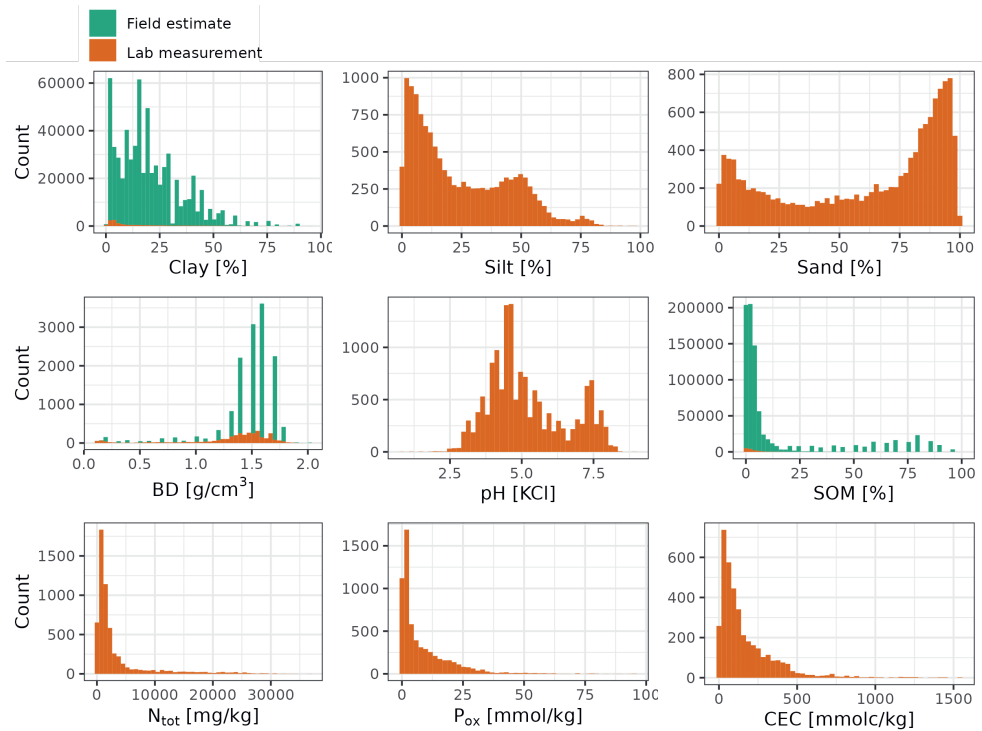 Field estimate
Lab measurement
60000
40000
20000
0
Count
0 25 50 75 100
Clay [%]
1000
750
500
250
0
0 25 50 75 100
Silt [%]
800
600
400
200
0
0 25 50 75 100
Sand [%]
3000
2000
1000
0
Count
0.0 0.5 1.0 1.5 2.0
BD [g/cm³]
1000
500
0
2.5 5.0 7.5
pH [KCl]
200000
150000
100000
50000
0
0 25 50 75 100
SOM [%]
1500
1000
500
0
Count
0 10000 20000 30000
Ntot [mg/kg]
1500
1000
500
0
0 25 50 75 100
Pox [mmol/kg]
600
400
200
0
0 500 1000 1500
CEC [mmolc/kg]